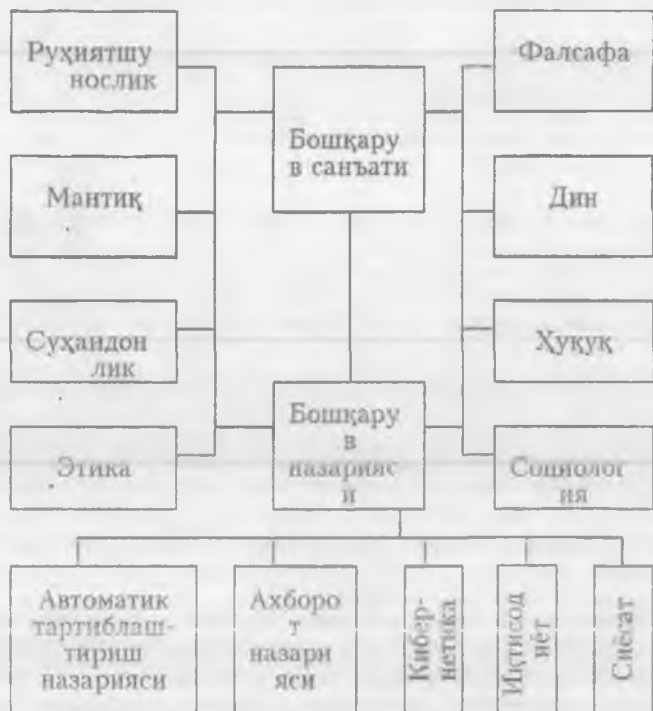 Руҳиятшу
нослик
Бошқару
в санъати
Фалсафа
Мантиқ
Дин
Суҳандон
лик
Ҳуқуқ
Бошқару
в
назарияс
и
Этика
Социолог
ия
Автоматик
тартиблаш-
тириш
назарияси
Ахборо
т
назари
яси
Кибер-
нетика
Иқтисод
иёт
Сиёсат